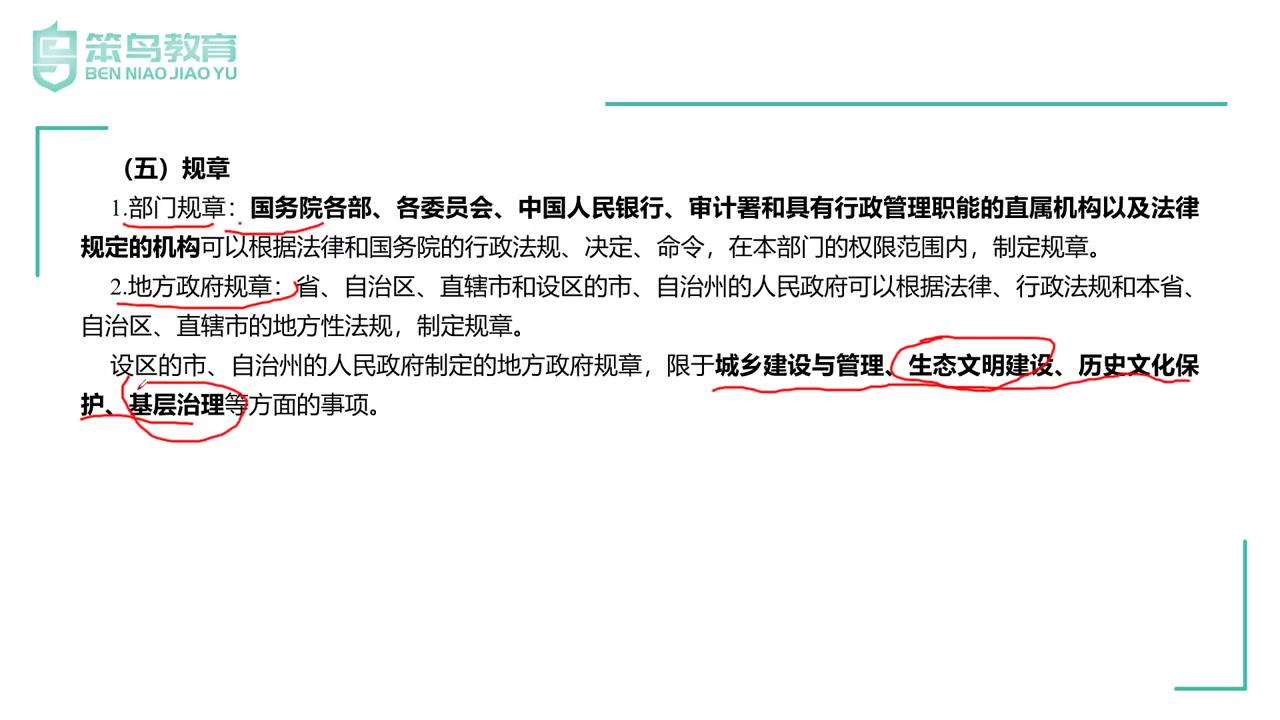 笨鸟教育
BEN NIAO JIAO YU
（五）规章
1.部门规章：国务院各部、各委员会、中国人民银行、审计署和具有行政管理职能的直属机构以及法律
规定的机构可以根据法律和国务院的行政法规、决定、命令，在本部门的权限范围内，制定规章。
2.地方政府规章：省、自治区、直辖市和设区的市、自治州的人民政府可以根据法律、行政法规和本省、
自治区、直辖市的地方性法规，制定规章。
设区的市、自治州的人民政府制定的地方政府规章，限于城乡建设与管理、生态文明建设、历史文化保
护、基层治理等方面的事项。